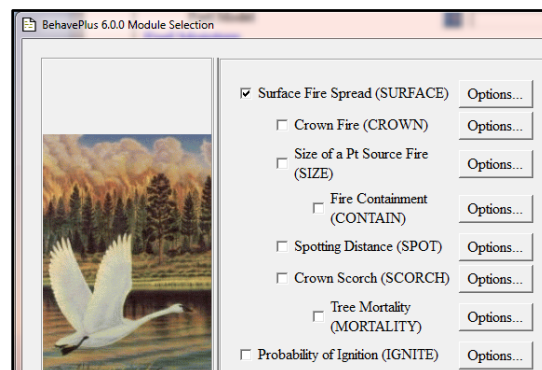 BehavePlus 6.0.0 Module Selection
Surface Fire Spread (SURFACE) Options...
Crown Fire (CROWN) Options...
Size of a Pt Source Fire
(SIZE) Options...
Fire Containment
(CONTAIN) Options...
Spotting Distance (SPOT) Options...
Crown Scorch (SCORCH) Options...
Tree Mortality
(MORTALITY) Options...
Probability of Ignition (IGNITE) Options...